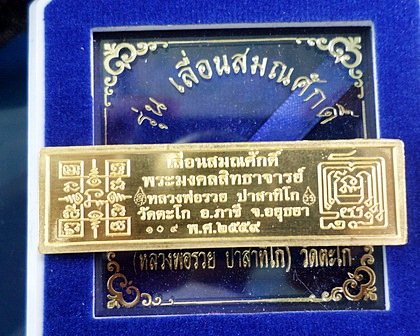 รุ่น เลื่อนสมณศักดิ์
เลื่อนสมณศักดิ์
พระมงคลสิทธาจารย์
หลวงพ่อรวย ปาสาทิโก
วัดตะโก อ.ภาชี จ.อยุธยา
๑๐๙ พ.ศ.๒๕๕๙
(หลวงพ่อรวย ปาสาทิโก) วัดตะโก